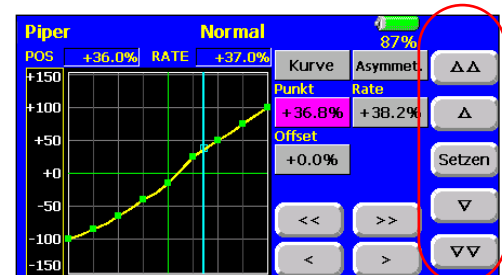 Piper Normal 87%
POS +36.0% RATE +37.0%
Kurve Asymmet.
Punkt Rate
+36.8% +38.2%
Offset
+0.0%
Setzen
<< >>
< >
+150
+100
+50
+0
-50
-100
-150